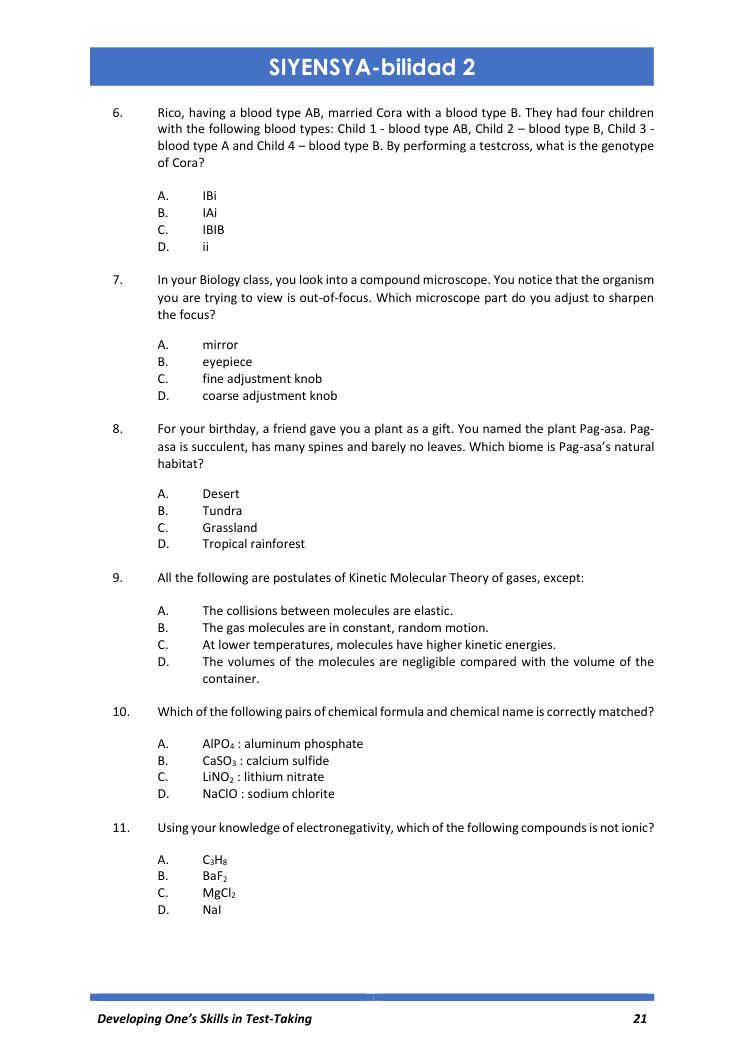 SIYENSYA-bilidad 2
6. Rico, having a blood type AB, married Cora with a blood type B. They had four children
with the following blood types: Child 1 - blood type AB, Child 2 – blood type B, Child 3 -
blood type A and Child 4 – blood type B. By performing a testcross, what is the genotype
of Cora?
A. IBi
B. IAi
C. IBIB
D. ii
7. In your Biology class, you look into a compound microscope. You notice that the organism
you are trying to view is out-of-focus. Which microscope part do you adjust to sharpen
the focus?
A. mirror
B. eyepiece
C. fine adjustment knob
D. coarse adjustment knob
8. For your birthday, a friend gave you a plant as a gift. You named the plant Pag-asa. Pag-
asa is succulent, has many spines and barely no leaves. Which biome is Pag-asa’s natural
habitat?
A. Desert
B. Tundra
C. Grassland
D. Tropical rainforest
9. All the following are postulates of Kinetic Molecular Theory of gases, except:
A. The collisions between molecules are elastic.
B. The gas molecules are in constant, random motion.
C. At lower temperatures, molecules have higher kinetic energies.
D. The volumes of the molecules are negligible compared with the volume of the
container.
10. Which of the following pairs of chemical formula and chemical name is correctly matched?
A. AlPO₄ : aluminum phosphate
B. CaSO₃ : calcium sulfide
C. LiNO₂ : lithium nitrate
D. NaClO : sodium chlorite
11. Using your knowledge of electronegativity, which of the following compounds is not ionic?
A. C₃H₈
B. BaF₂
C. MgCl₂
D. NaI
Developing One’s Skills in Test-Taking 21